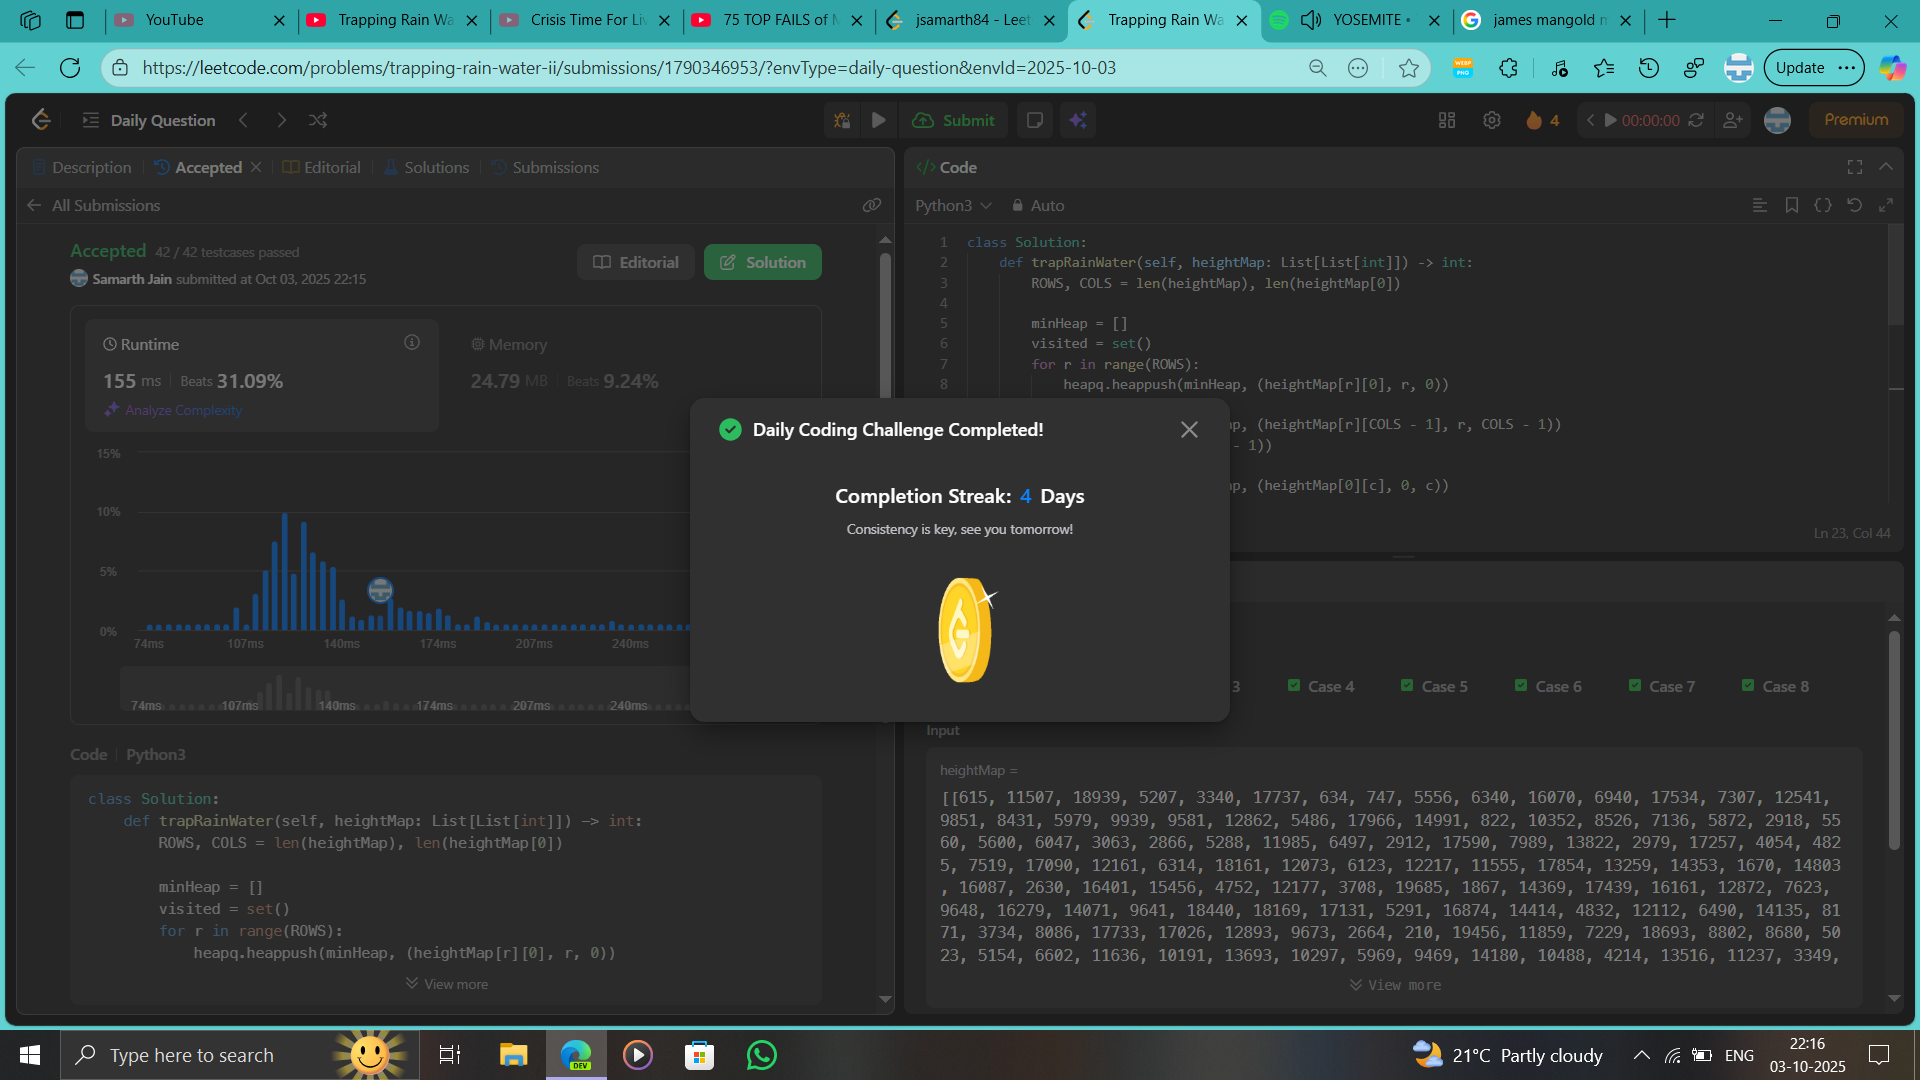 YouTube
Trapping Rain Wa
Crisis Time For Liv
75 TOP FAILS of M
jsamarth84 - Leet
Trapping Rain Wa
YOSEMITE •
james mangold m
https://leetcode.com/problems/trapping-rain-water-ii/submissions/1790346953/?envType=daily-question&envId=2025-10-03
WEBP
PNG
Update
Daily Question
Submit
4
00:00:00
Premium
Description
Accepted
Editorial
Solutions
Submissions
All Submissions
Accepted 42 / 42 testcases passed
Samarth Jain submitted at Oct 03, 2025 22:15
Editorial
Solution
Runtime
155 ms Beats 31.09%
Analyze Complexity
Memory
24.79 MB Beats 9.24%
15%
10%
5%
0%
74ms 107ms 140ms 174ms 207ms 240ms
74ms 107ms 140ms 174ms 207ms 240ms
Code Python3
class Solution:
def trapRainWater(self, heightMap: List[List[int]]) -> int:
ROWS, COLS = len(heightMap), len(heightMap[0])
minHeap = []
visited = set()
for r in range(ROWS):
heapq.heappush(minHeap, (heightMap[r][0], r, 0))
View more
Daily Coding Challenge Completed!
Completion Streak: 4 Days
Consistency is key, see you tomorrow!
</> Code
Python3
Auto
1 class Solution:
2 def trapRainWater(self, heightMap: List[List[int]]) -> int:
3 ROWS, COLS = len(heightMap), len(heightMap[0])
4
5 minHeap = []
6 visited = set()
7 for r in range(ROWS):
8 heapq.heappush(minHeap, (heightMap[r][0], r, 0))
p, (heightMap[r][COLS - 1], r, COLS - 1))
- 1))
p, (heightMap[0][c], 0, c))
Ln 23, Col 44
3
Case 4
Case 5
Case 6
Case 7
Case 8
Input
heightMap =
[[615, 11507, 18939, 5207, 3340, 17737, 634, 747, 5556, 6340, 16070, 6940, 17534, 7307, 12541,
9851, 8431, 5979, 9939, 9581, 12862, 5486, 17966, 14991, 822, 10352, 8526, 7136, 5872, 2918, 55
60, 5600, 6047, 3063, 2866, 5288, 11985, 6497, 2912, 17590, 7989, 13822, 2979, 17257, 4054, 482
5, 7519, 17090, 12161, 6314, 18161, 12073, 6123, 12217, 11555, 17854, 13259, 14353, 1670, 14803
, 16087, 2630, 16401, 15456, 4752, 12177, 3708, 19685, 1867, 14369, 17439, 16161, 12872, 7623,
9648, 16279, 14071, 9641, 18440, 18169, 17131, 5291, 16874, 14414, 4832, 12112, 6490, 14135, 81
71, 3734, 8086, 17733, 17026, 12893, 9673, 2664, 210, 19456, 11859, 7229, 18693, 8802, 8680, 50
23, 5154, 6602, 11636, 10191, 13693, 10297, 5969, 9469, 14180, 10488, 4214, 13516, 11237, 3349,
View more
Type here to search
DEV
21°C Partly cloudy
ENG
22:16
03-10-2025